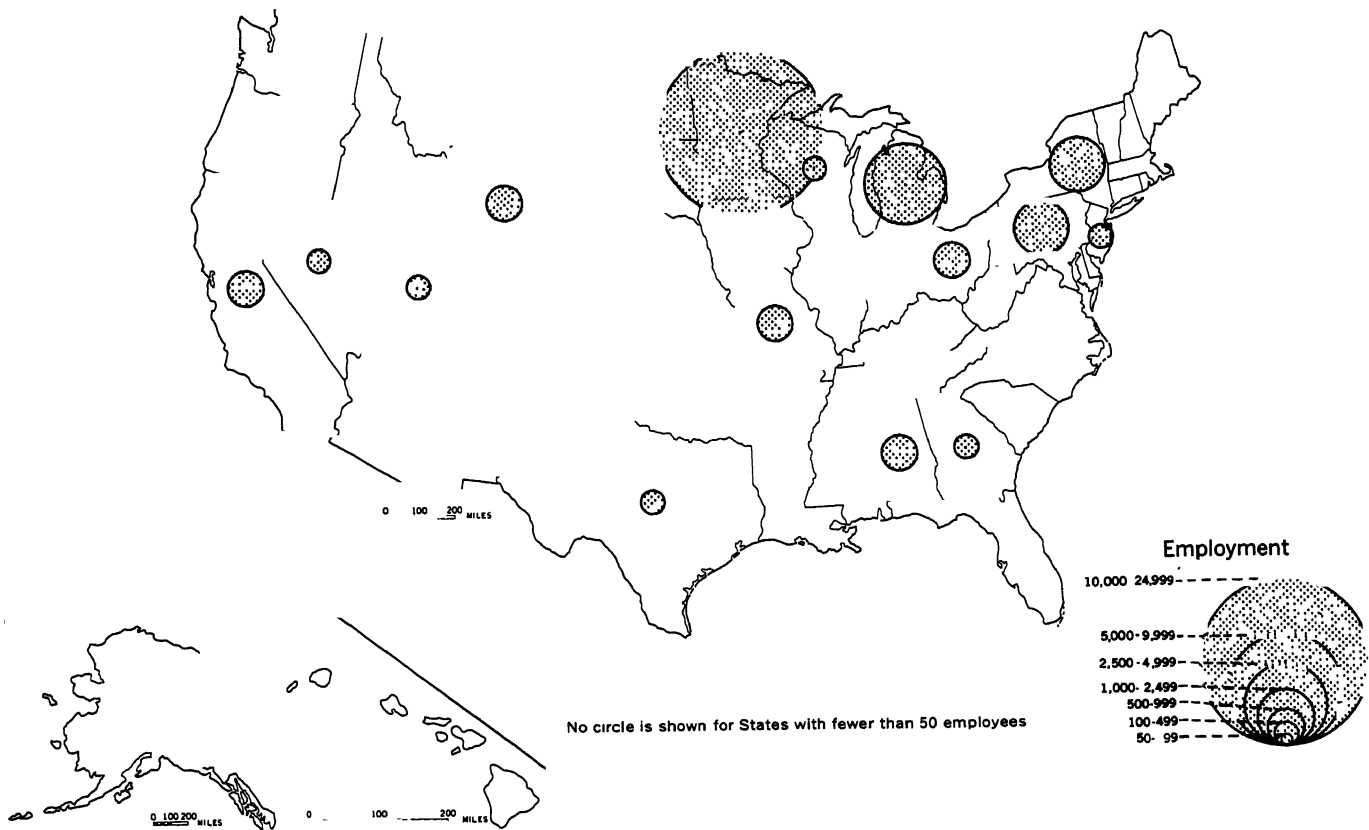 0 100 200 MILES
Employment
10,000 24,999
5,000-9,999
2,500-4,999
1,000-2,499
500-999
100-499
50- 99
No circle is shown for States with fewer than 50 employees
0 100 200 MILES
0 100 200 MILES